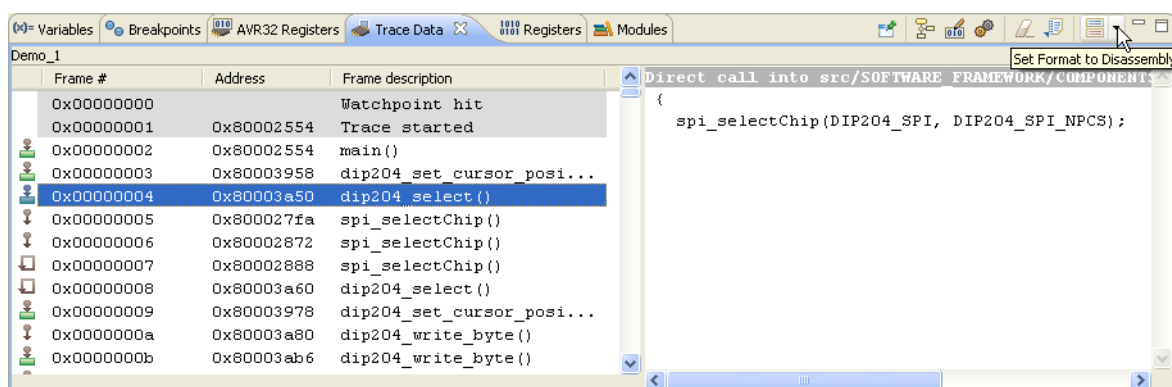 (x)= Variables Breakpoints AVR32 Registers Trace Data Registers Modules
Demo_1
Set Format to Disassembly
Frame # Address Frame description
Direct call into src/SOFTWARE_FRAMEWORK/COMPONENTS
0x00000000 Watchpoint hit
{
0x00000001 0x80002554 Trace started
spi_selectChip(DIP204_SPI, DIP204_SPI_NPCS);
0x00000002 0x80002554 main()
0x00000003 0x80003958 dip204_set_cursor_posi...
0x00000004 0x80003a50 dip204_select()
0x00000005 0x800027fa spi_selectChip()
0x00000006 0x80002872 spi_selectChip()
0x00000007 0x80002888 spi_selectChip()
0x00000008 0x80003a60 dip204_select()
0x00000009 0x80003978 dip204_set_cursor_posi...
0x0000000a 0x80003a80 dip204_write_byte()
0x0000000b 0x80003ab6 dip204_write_byte()